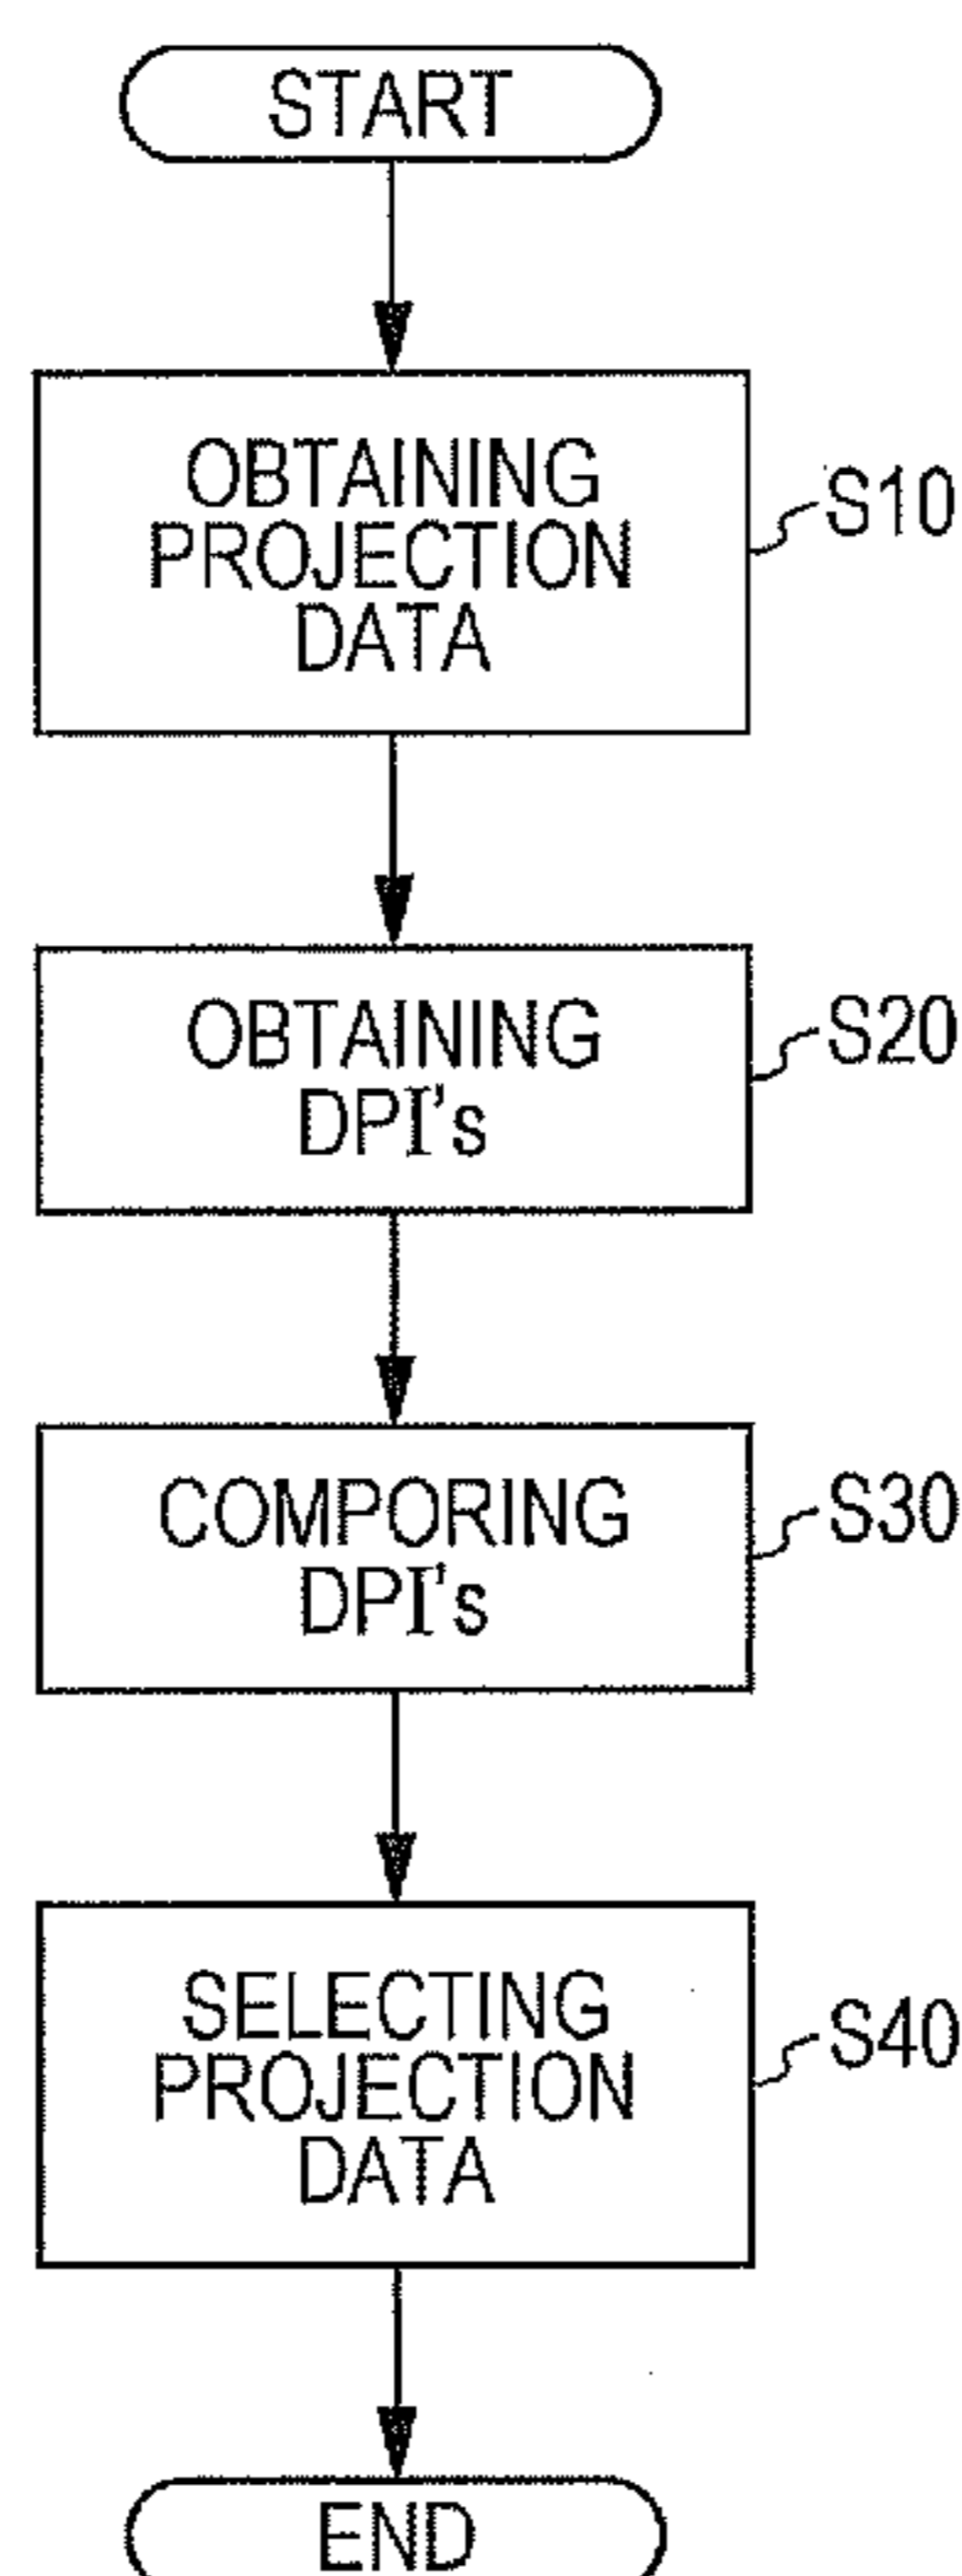 START
OBTAINING
PROJECTION
DATA
S10
OBTAINING
DPI's
S20
COMPORING
DPI's
S30
SELECTING
PROJECTION
DATA
S40
END